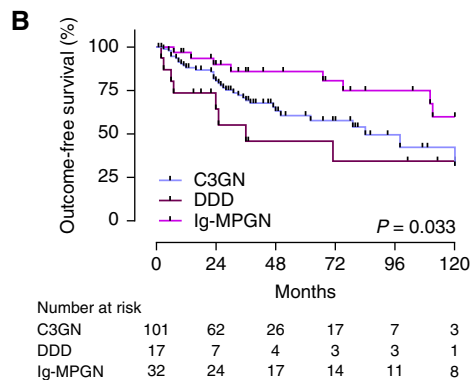 B
Outcome-free survival (%)
100
75
50
25
0
C3GN
DDD
Ig-MPGN
P = 0.033
0 24 48 72 96 120
Months
Number at risk
C3GN 101 62 26 17 7 3
DDD 17 7 4 3 3 1
Ig-MPGN 32 24 17 14 11 8